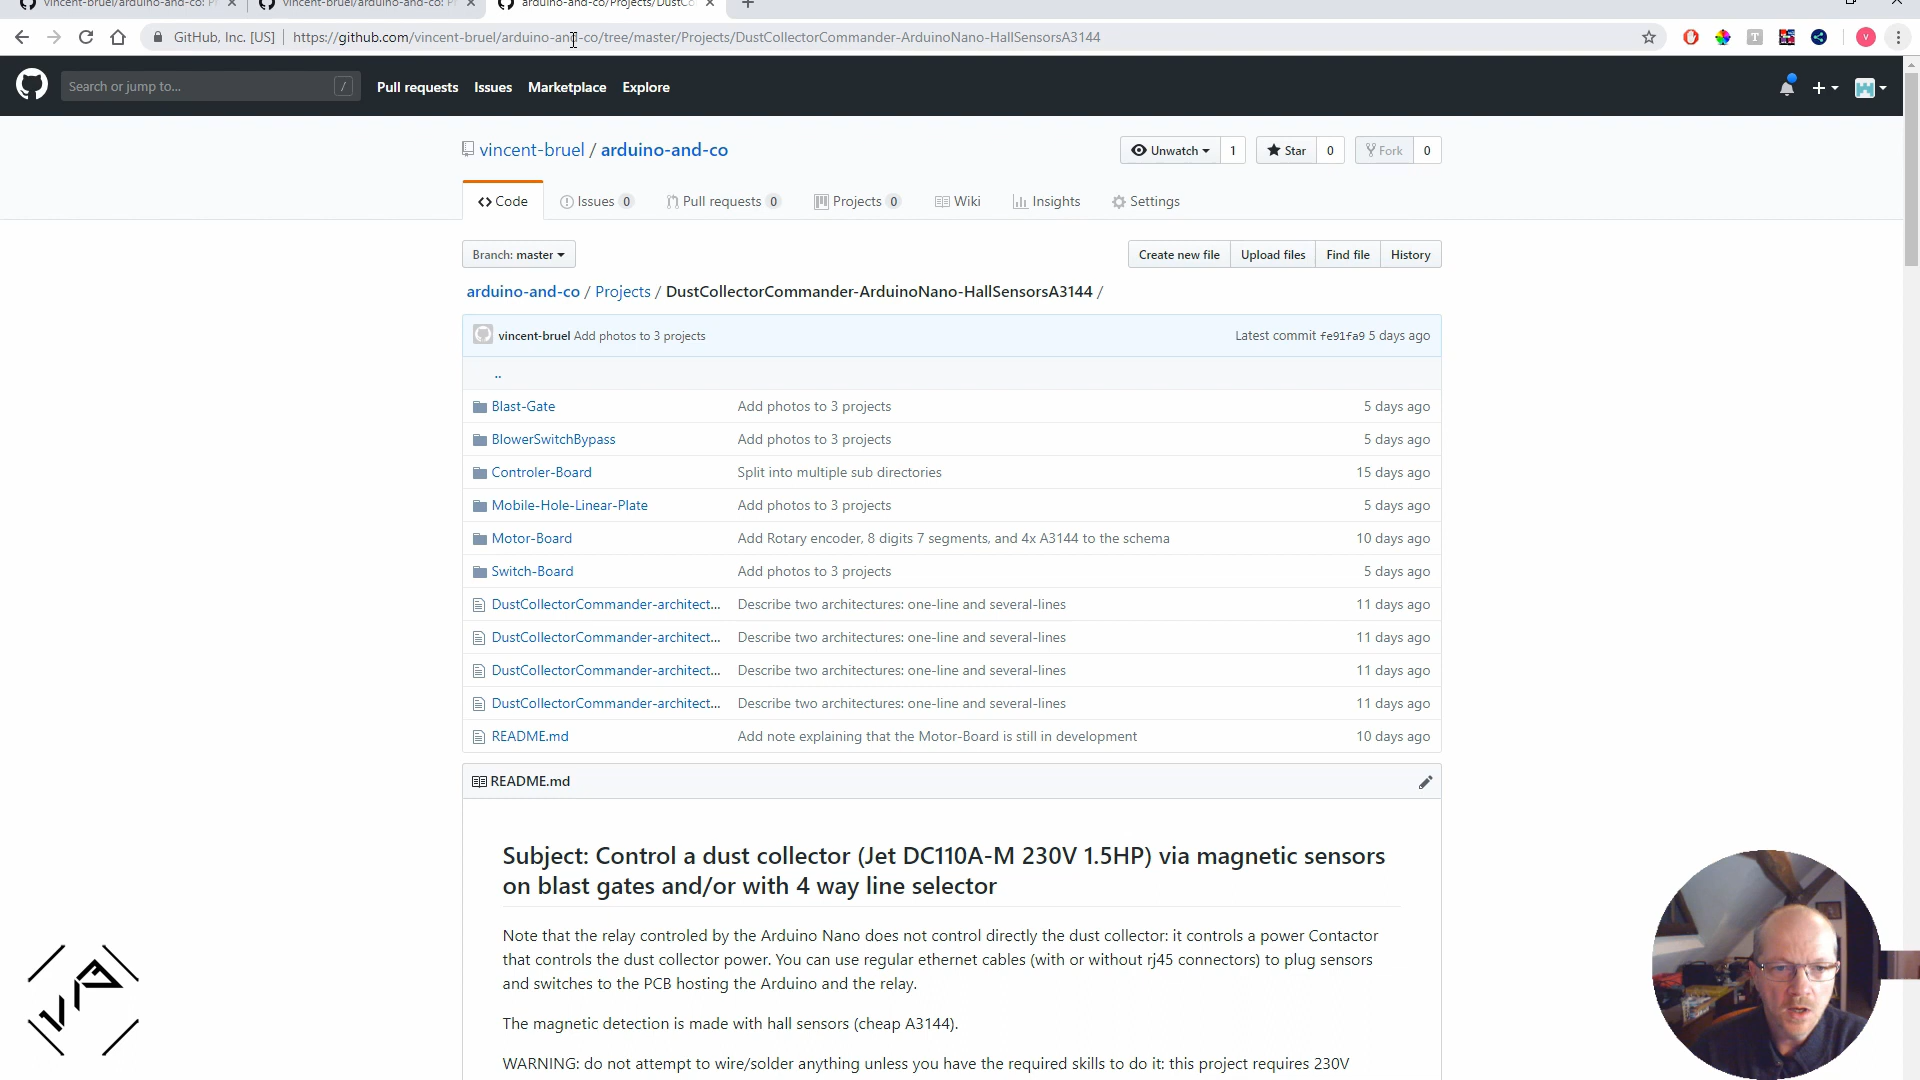 vincent-bruel/arduino-and-co: P
vincent-bruel/arduino-and-co: P
arduino-and-co/Projects/DustCo
GitHub, Inc. [US]
https://github.com/vincent-bruel/arduino-and-co/tree/master/Projects/DustCollectorCommander-ArduinoNano-HallSensorsA3144
V
Search or jump to... /
Pull requests Issues Marketplace Explore
vincent-bruel / arduino-and-co
Unwatch 1 Star 0 Fork 0
Code Issues 0 Pull requests 0 Projects 0 Wiki Insights Settings
Branch: master
Create new file Upload files Find file History
arduino-and-co / Projects / DustCollectorCommander-ArduinoNano-HallSensorsA3144 /
vincent-bruel Add photos to 3 projects Latest commit fe91fa9 5 days ago
..
Blast-Gate Add photos to 3 projects 5 days ago
BlowerSwitchBypass Add photos to 3 projects 5 days ago
Controler-Board Split into multiple sub directories 15 days ago
Mobile-Hole-Linear-Plate Add photos to 3 projects 5 days ago
Motor-Board Add Rotary encoder, 8 digits 7 segments, and 4x A3144 to the schema 10 days ago
Switch-Board Add photos to 3 projects 5 days ago
DustCollectorCommander-architect... Describe two architectures: one-line and several-lines 11 days ago
DustCollectorCommander-architect... Describe two architectures: one-line and several-lines 11 days ago
DustCollectorCommander-architect... Describe two architectures: one-line and several-lines 11 days ago
DustCollectorCommander-architect... Describe two architectures: one-line and several-lines 11 days ago
README.md Add note explaining that the Motor-Board is still in development 10 days ago
README.md
Subject: Control a dust collector (Jet DC110A-M 230V 1.5HP) via magnetic sensors
on blast gates and/or with 4 way line selector
Note that the relay controled by the Arduino Nano does not control directly the dust collector: it controls a power Contactor
that controls the dust collector power. You can use regular ethernet cables (with or without rj45 connectors) to plug sensors
and switches to the PCB hosting the Arduino and the relay.
The magnetic detection is made with hall sensors (cheap A3144).
WARNING: do not attempt to wire/solder anything unless you have the required skills to do it: this project requires 230V